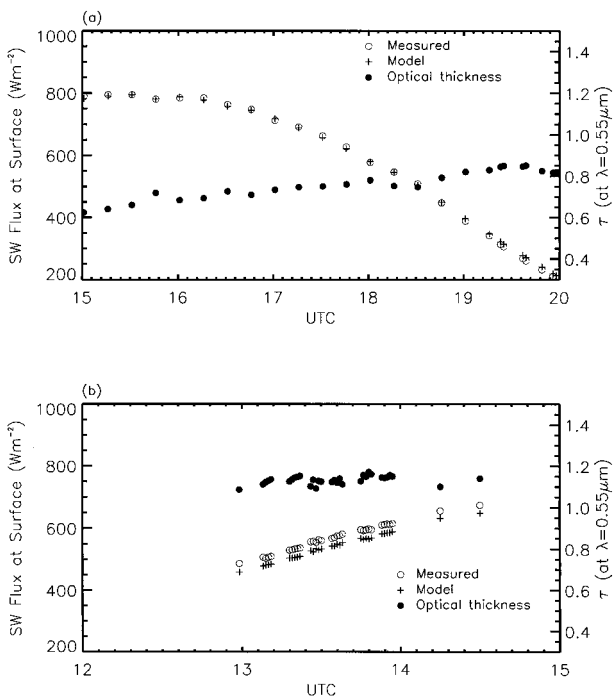 (a)
1000
800
600
400
200
SW Flux at Surface (Wm⁻²)
1.4
1.2
1.0
0.8
0.6
0.4
τ (at λ=0.55μm)
○ Measured
+ Model
● Optical thickness
15 16 17 18 19 20
UTC
(b)
1000
800
600
400
200
SW Flux at Surface (Wm⁻²)
1.4
1.2
1.0
0.8
0.6
0.4
τ (at λ=0.55μm)
○ Measured
+ Model
● Optical thickness
12 13 14 15
UTC